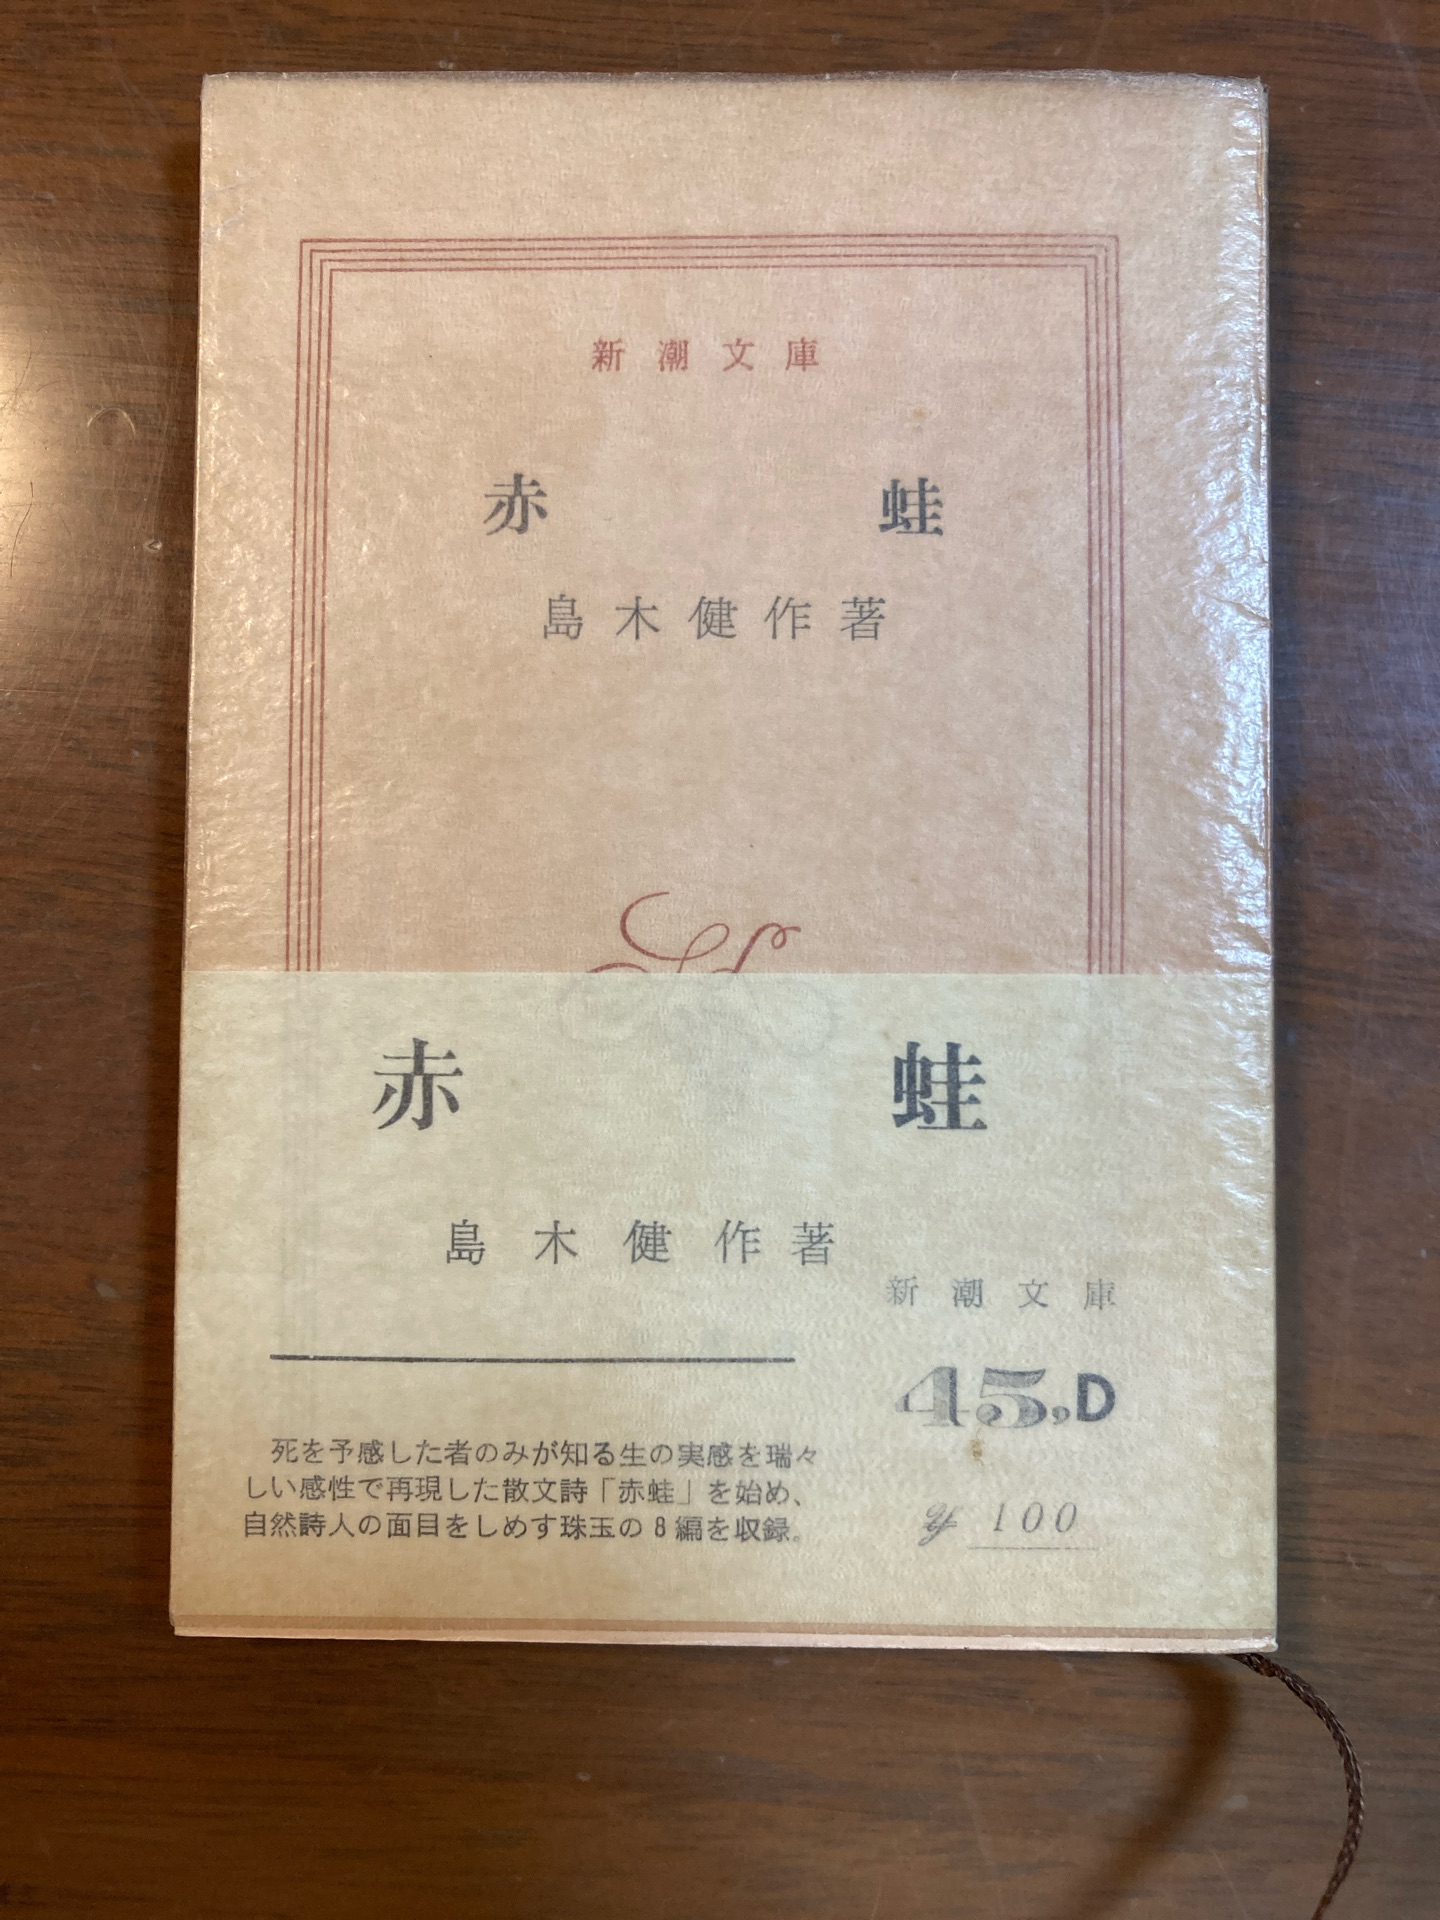 新潮文庫
赤蛙
島木健作著
赤蛙
島木健作著
新潮文庫
45,D
死を予感した者のみが知る生の実感を瑞々
しい感性で再現した散文詩「赤蛙」を始め、
自然詩人の面目をしめす珠玉の8編を収録。
¥ 100